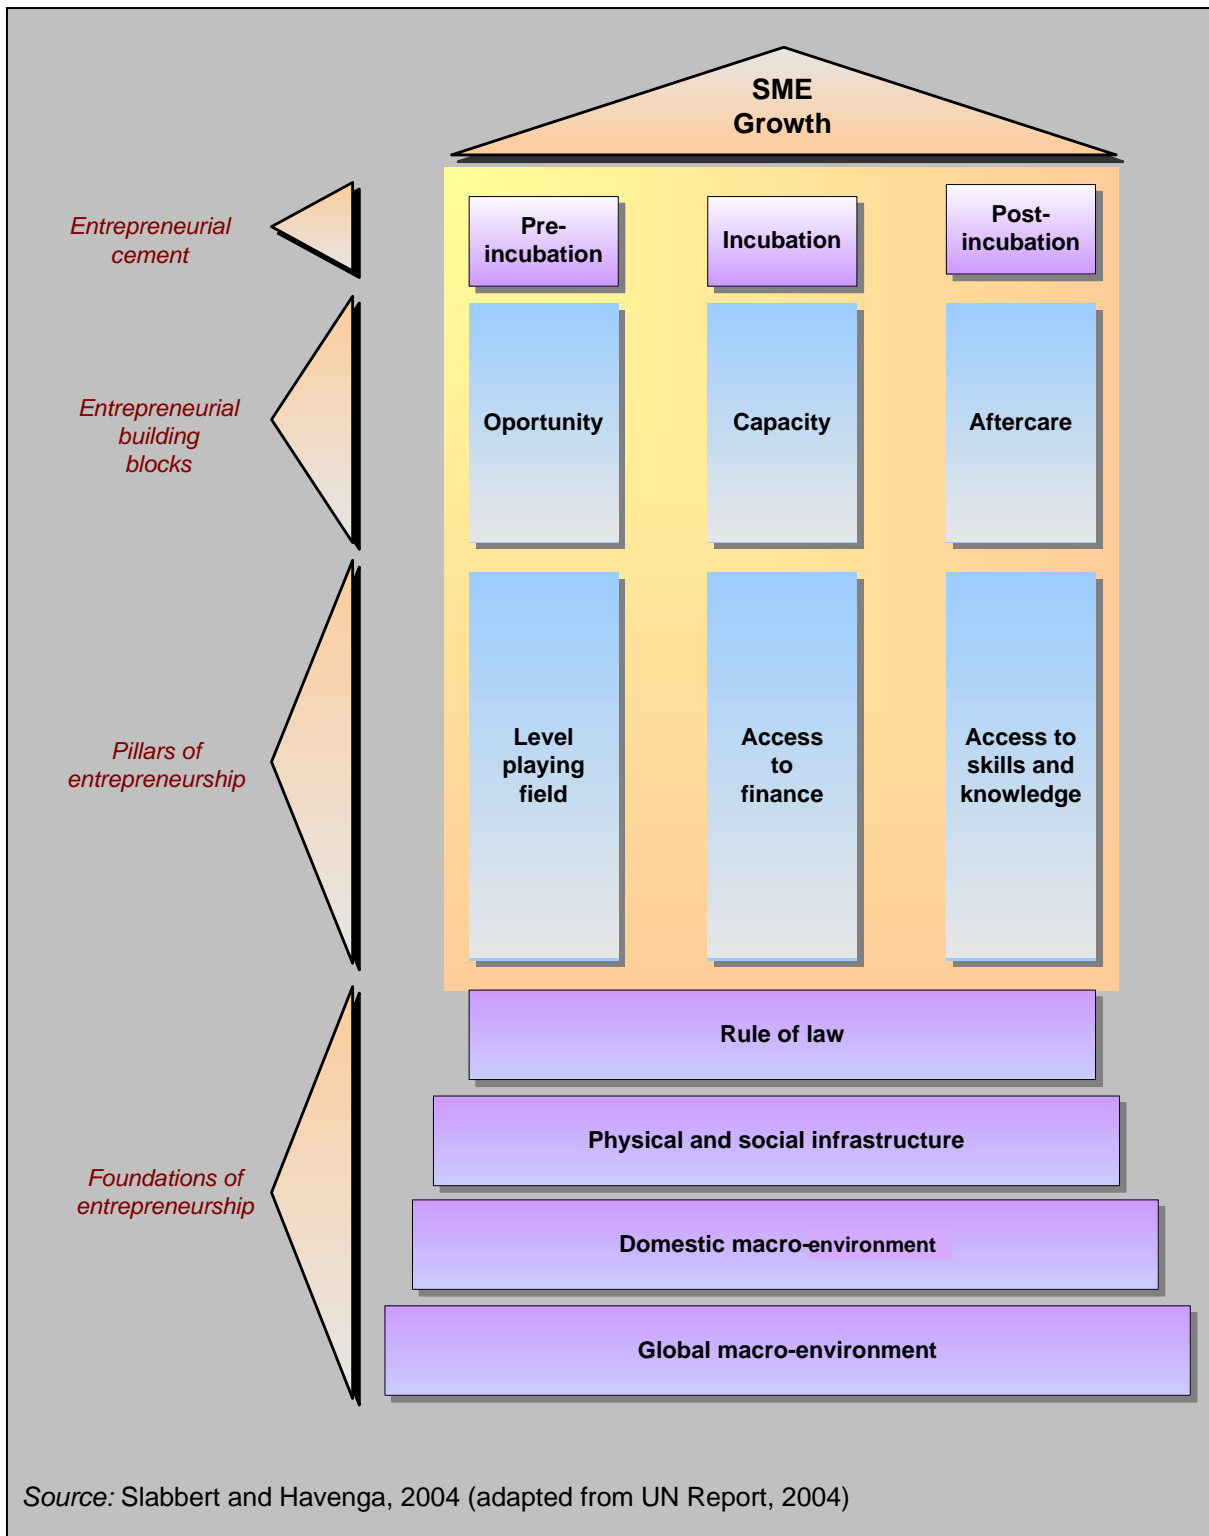 SME
Growth
Entrepreneurial
cement
Pre-
incubation
Incubation
Post-
incubation
Entrepreneurial
building
blocks
Oportunity
Capacity
Aftercare
Pillars of
entrepreneurship
Level
playing
field
Access
to
finance
Access to
skills and
knowledge
Foundations of
entrepreneurship
Rule of law
Physical and social infrastructure
Domestic macro-environment
Global macro-environment
Source: Slabbert and Havenga, 2004 (adapted from UN Report, 2004)